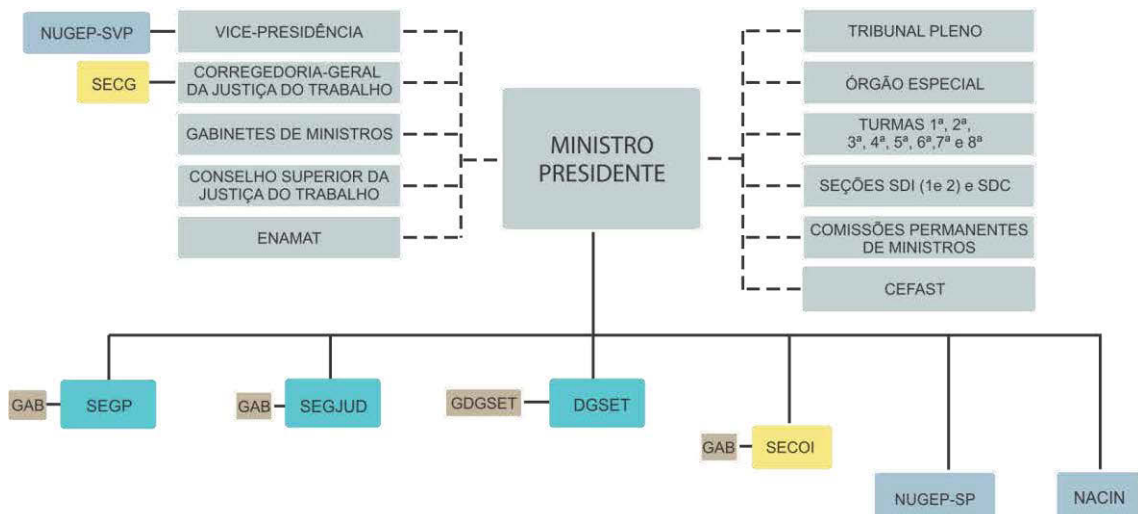 NUGEP-SVP
VICE-PRESIDÊNCIA
SECG
CORREGEDORIA-GERAL
DA JUSTIÇA DO TRABALHO
GABINETES DE MINISTROS
CONSELHO SUPERIOR DA
JUSTIÇA DO TRABALHO
ENAMAT
MINISTRO
PRESIDENTE
TRIBUNAL PLENO
ÓRGÃO ESPECIAL
TURMAS 1ª, 2ª,
3ª, 4ª, 5ª, 6ª,7ª e 8ª
SEÇÕES SDI (1e 2) e SDC
COMISSÕES PERMANENTES
DE MINISTROS
CEFAST
GAB
SEGP
GAB
SEGJUD
GDGSET
DGSET
GAB
SECOI
NUGEP-SP
NACIN